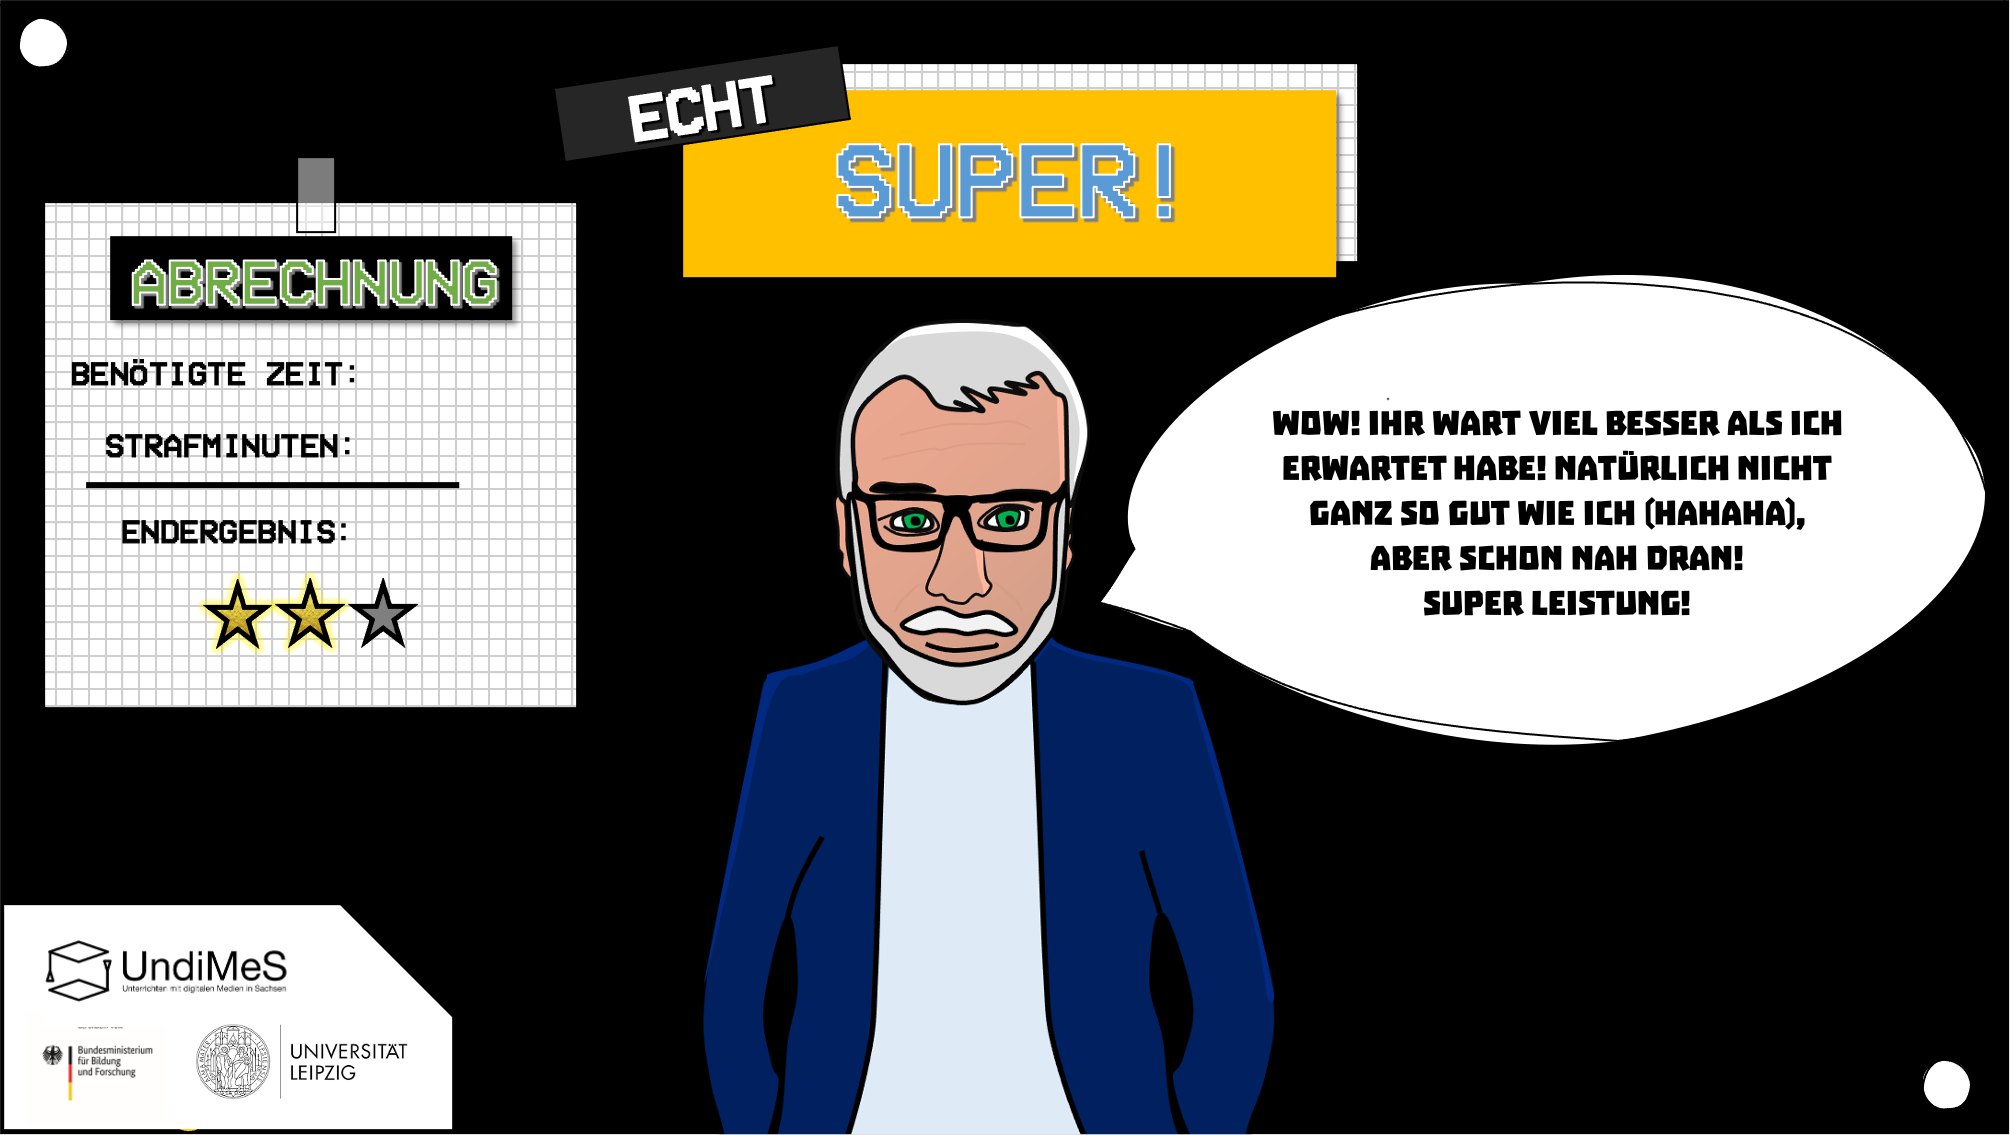 ECHT
SUPER!
ABRECHNUNG
BENÖTIGTE ZEIT:
STRAFMINUTEN:
ENDERGEBNIS:
WOW! IHR WART VIEL BESSER ALS ICH
ERWARTET HABE! NATÜRLICH NICHT
GANZ SO GUT WIE ICH (HAHAHA),
ABER SCHON NAH DRAN!
SUPER LEISTUNG!
UndiMeS
Unterrichten mit digitalen Medien in Sachsen
Bundesministerium
für Bildung
und Forschung
UNIVERSITÄT
LEIPZIG